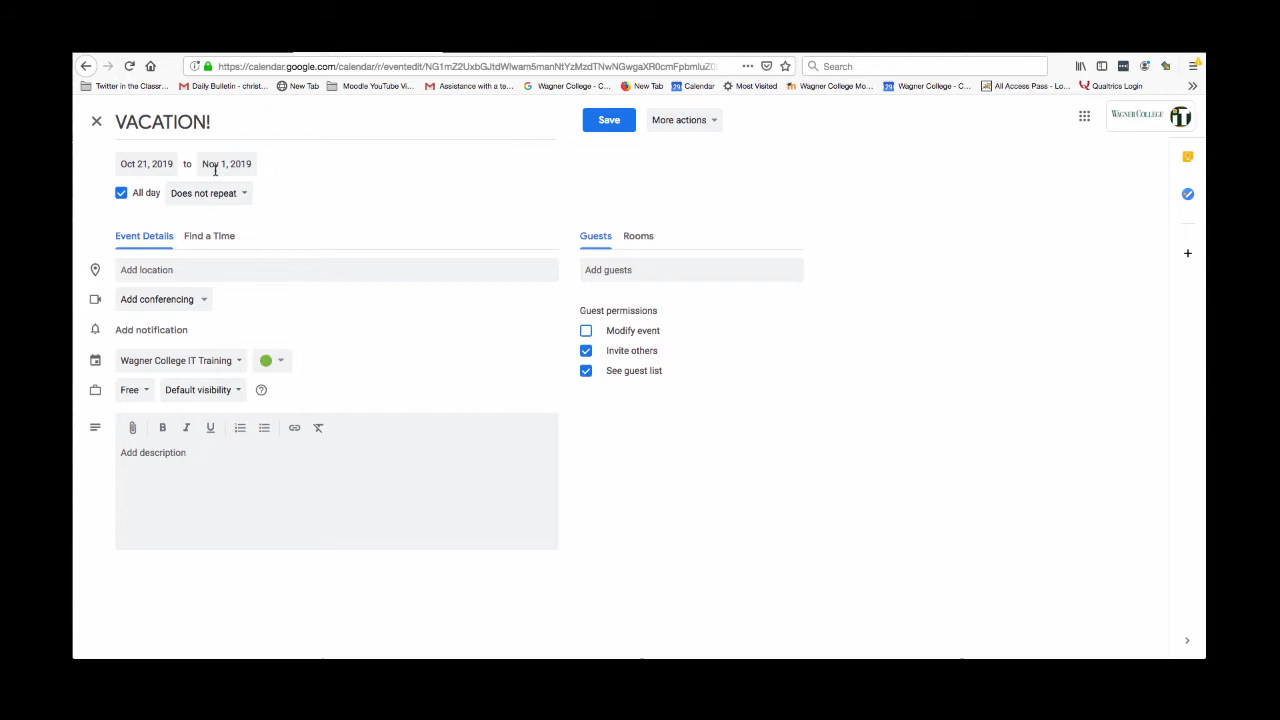 https://calendar.google.com/calendar/r/eventedit/
Search
Twitter in the Classr...
Daily Bulletin - christ...
New Tab
Moodle YouTube Vi...
Assistance with a te...
Wagner College - C...
New Tab
Calendar
Most Visited
Wagner College Mo...
Wagner College - C...
All Access Pass - Lo...
Qualtrics Login
VACATION!
Save
More actions
WAGNER COLLEGE
IT
Oct 21, 2019 to Nov 1, 2019
All day
Does not repeat
Event Details
Find a Time
Guests
Rooms
Add location
Add guests
Add conferencing
Guest permissions
Add notification
Modify event
Invite others
Wagner College IT Training
See guest list
Free
Default visibility
B I U
Add description